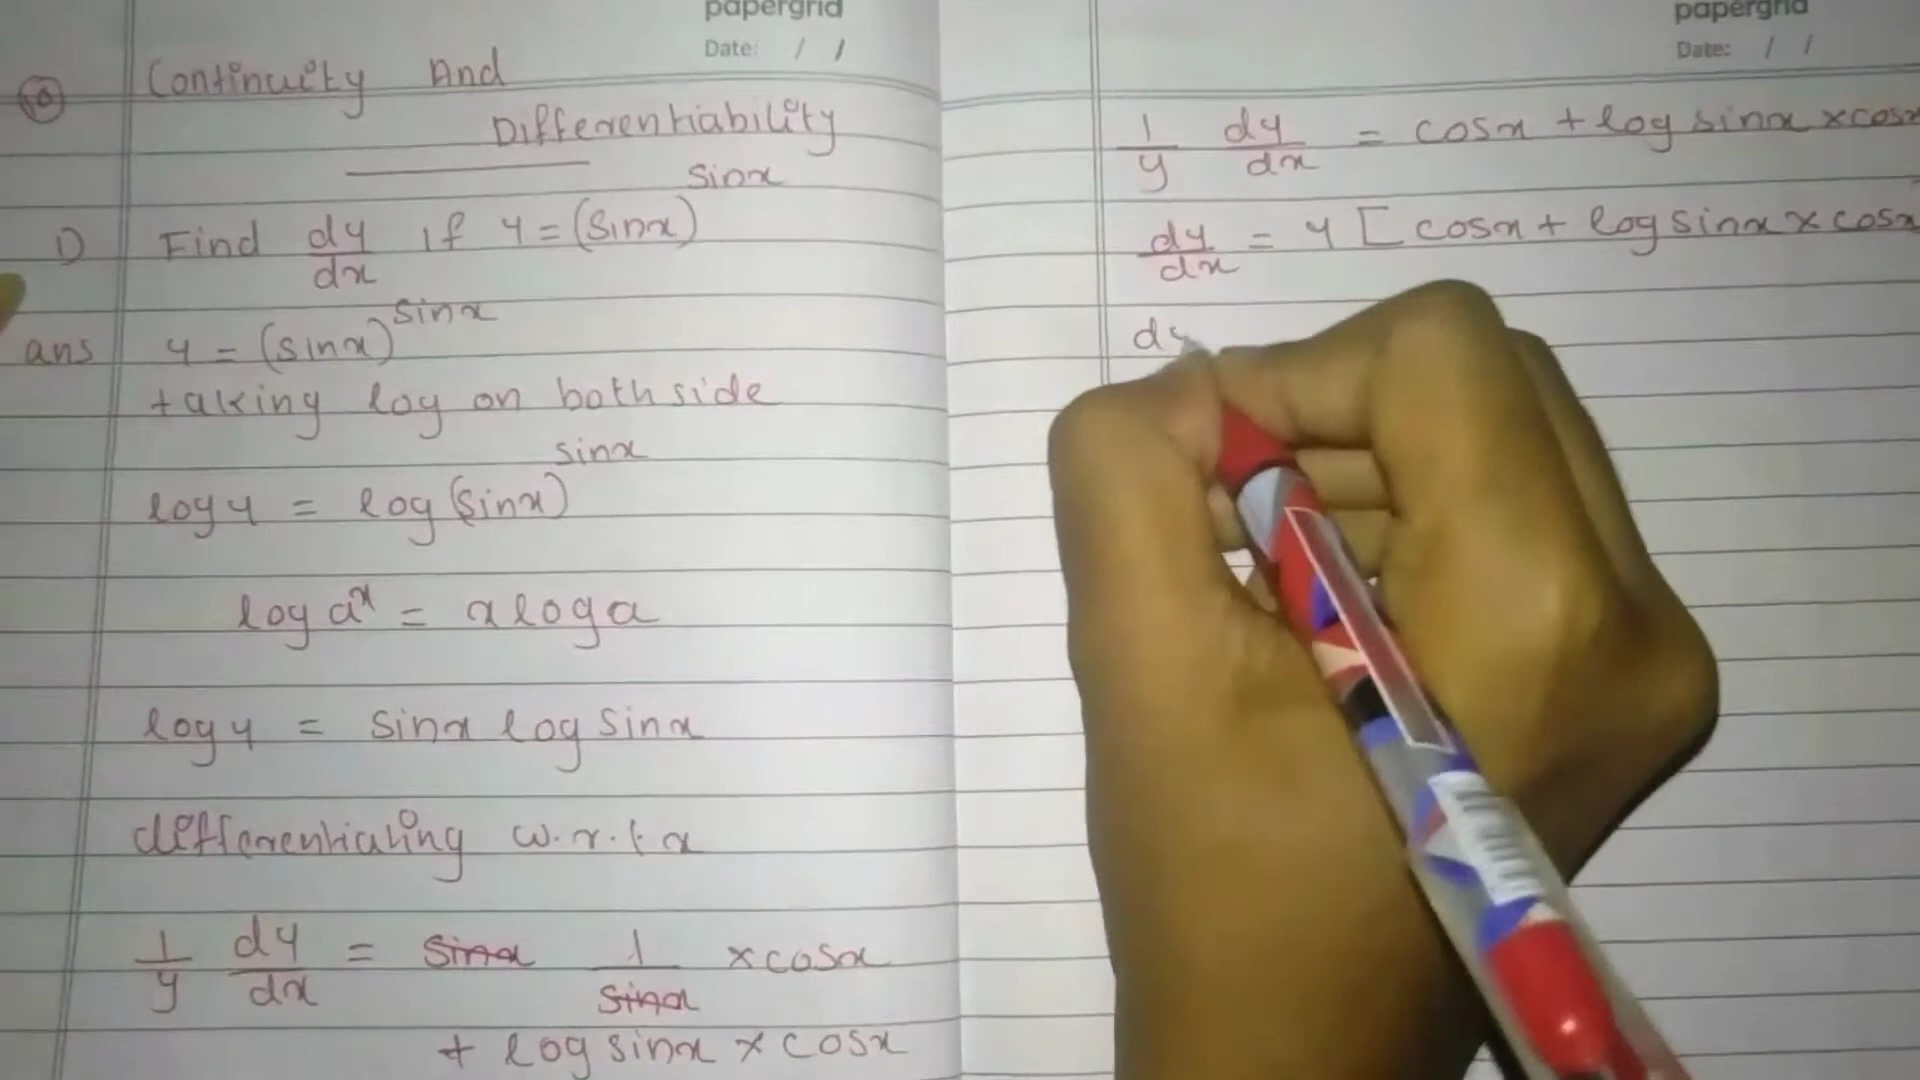 papergrid
Date: / /
Continuity And
Differentiability
1) Find dy/dx if y = (sinx)^sinx
ans y = (sinx)^sinx
taking log on both side
log y = log (sinx)^sinx
log a^x = x log a
log y = sinx log sinx
differentiating w.r.t x
1/y dy/dx = sinx 1/sinx × cosx
+ log sinx × cosx
papergrid
Date: / /
1/y dy/dx = cosx + log sinx × cosx
dy/dx = y [ cosx + log sinx × cosx
dy